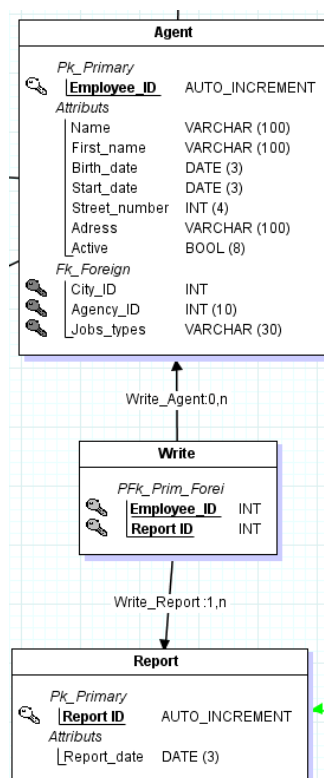 Agent
Pk_Primary
Employee_ID AUTO_INCREMENT
Attributs
Name VARCHAR (100)
First_name VARCHAR (100)
Birth_date DATE (3)
Start_date DATE (3)
Street_number INT (4)
Adress VARCHAR (100)
Active BOOL (8)
Fk_Foreign
City_ID INT
Agency_ID INT (10)
Jobs_types VARCHAR (30)
Write_Agent:0,n
Write
PFk_Prim_Forei
Employee_ID INT
Report ID INT
Write_Report :1,n
Report
Pk_Primary
Report ID AUTO_INCREMENT
Attributs
Report_date DATE (3)